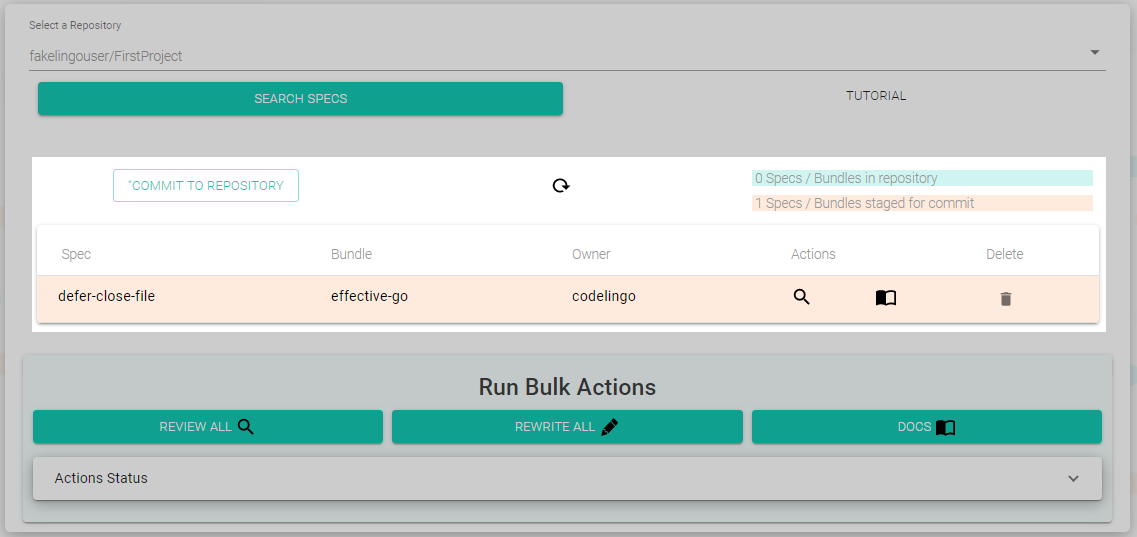 Select a Repository
fakelingouser/FirstProject
SEARCH SPECS
TUTORIAL
"COMMIT TO REPOSITORY
0 Specs / Bundles in repository
1 Specs / Bundles staged for commit
Spec Bundle Owner Actions Delete
defer-close-file effective-go codelingo
Run Bulk Actions
REVIEW ALL REWRITE ALL DOCS
Actions Status